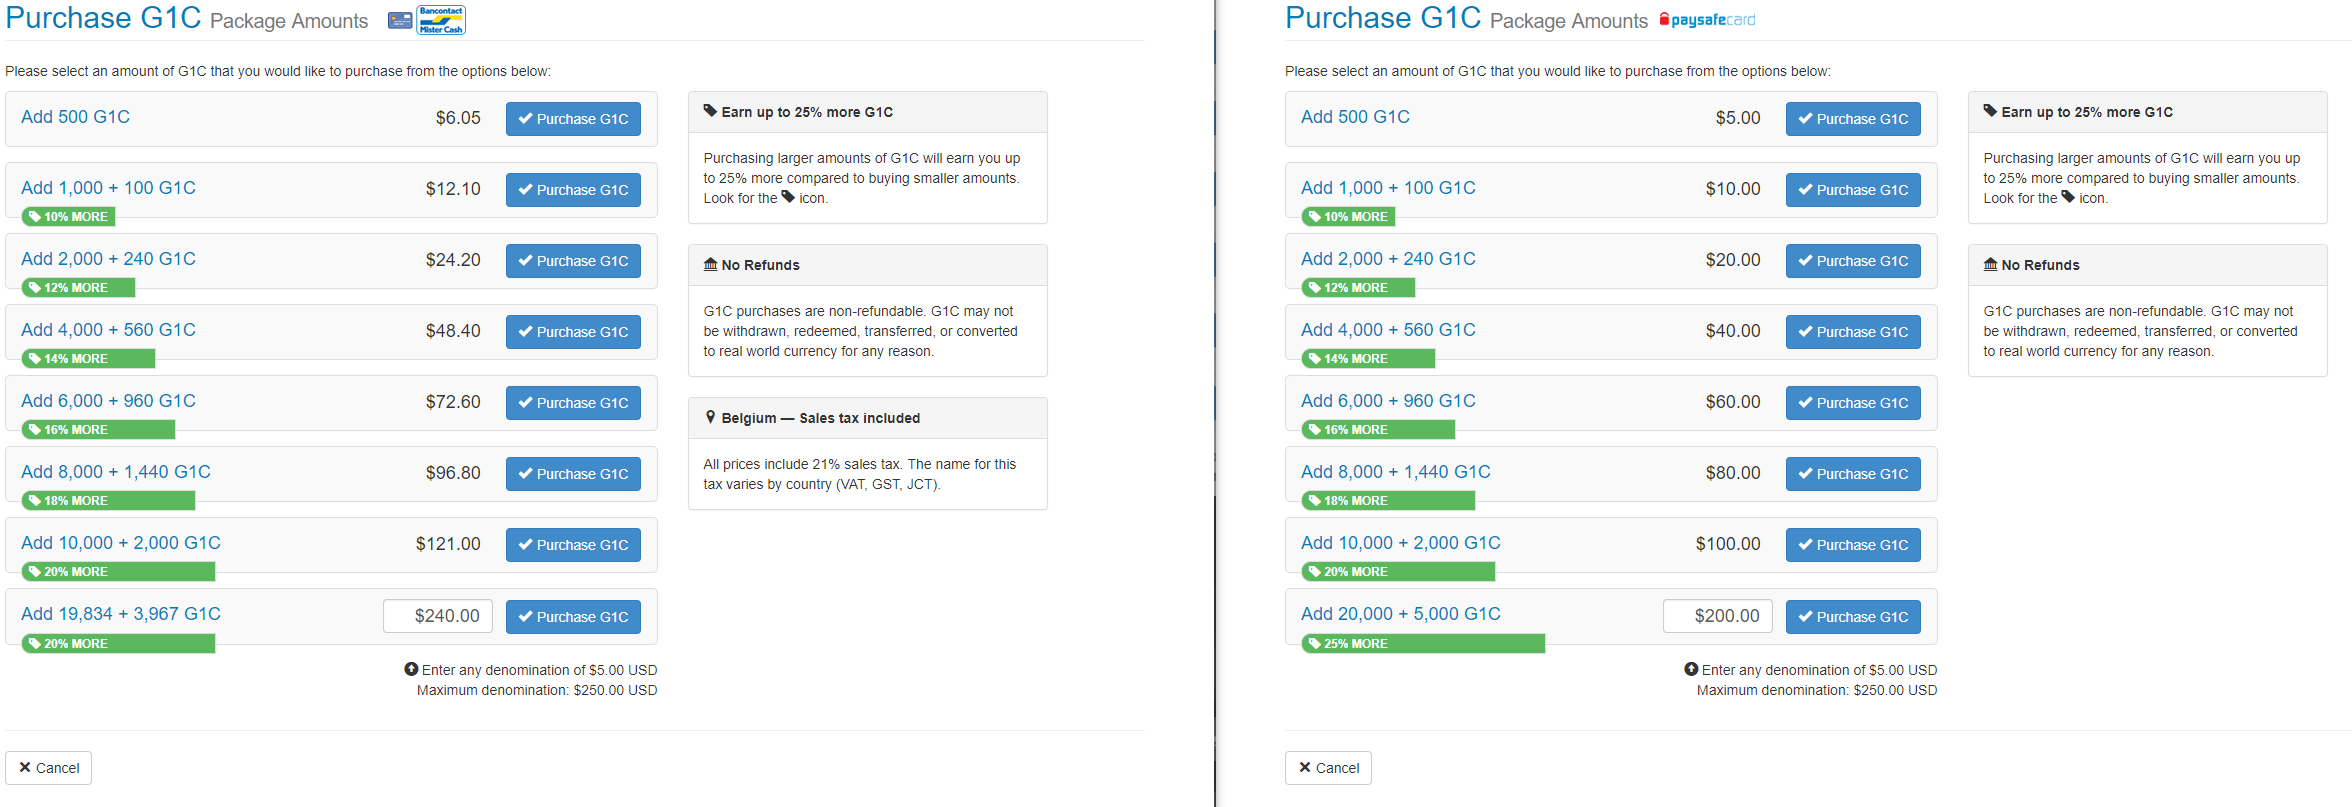 Purchase G1C Package Amounts Bancontact Mister Cash
Please select an amount of G1C that you would like to purchase from the options below:
Add 500 G1C $6.05 Purchase G1C
Add 1,000 + 100 G1C $12.10 Purchase G1C
10% MORE
Add 2,000 + 240 G1C $24.20 Purchase G1C
12% MORE
Add 4,000 + 560 G1C $48.40 Purchase G1C
14% MORE
Add 6,000 + 960 G1C $72.60 Purchase G1C
16% MORE
Add 8,000 + 1,440 G1C $96.80 Purchase G1C
18% MORE
Add 10,000 + 2,000 G1C $121.00 Purchase G1C
20% MORE
Add 19,834 + 3,967 G1C $240.00 Purchase G1C
20% MORE
Enter any denomination of $5.00 USD
Maximum denomination: $250.00 USD
Cancel
Earn up to 25% more G1C
Purchasing larger amounts of G1C will earn you up
to 25% more compared to buying smaller amounts.
Look for the icon.
No Refunds
G1C purchases are non-refundable. G1C may not
be withdrawn, redeemed, transferred, or converted
to real world currency for any reason.
Belgium — Sales tax included
All prices include 21% sales tax. The name for this
tax varies by country (VAT, GST, JCT).
Purchase G1C Package Amounts paysafecard
Please select an amount of G1C that you would like to purchase from the options below:
Add 500 G1C $5.00 Purchase G1C
Add 1,000 + 100 G1C $10.00 Purchase G1C
10% MORE
Add 2,000 + 240 G1C $20.00 Purchase G1C
12% MORE
Add 4,000 + 560 G1C $40.00 Purchase G1C
14% MORE
Add 6,000 + 960 G1C $60.00 Purchase G1C
16% MORE
Add 8,000 + 1,440 G1C $80.00 Purchase G1C
18% MORE
Add 10,000 + 2,000 G1C $100.00 Purchase G1C
20% MORE
Add 20,000 + 5,000 G1C $200.00 Purchase G1C
25% MORE
Enter any denomination of $5.00 USD
Maximum denomination: $250.00 USD
Cancel
Earn up to 25% more G1C
Purchasing larger amounts of G1C will earn you up
to 25% more compared to buying smaller amounts.
Look for the icon.
No Refunds
G1C purchases are non-refundable. G1C may not
be withdrawn, redeemed, transferred, or converted
to real world currency for any reason.